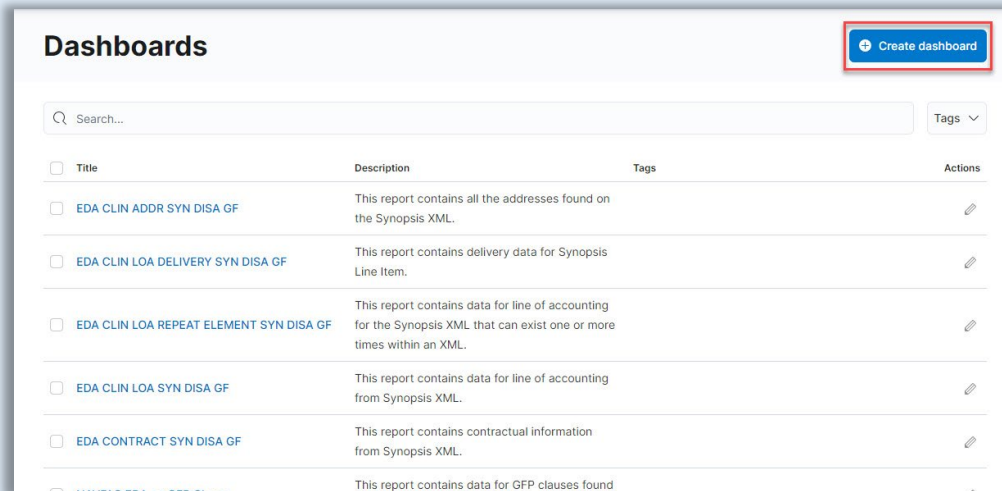 Dashboards
Create dashboard
Search...
Tags
Title Description Tags Actions
EDA CLIN ADDR SYN DISA GF
This report contains all the addresses found on
the Synopsis XML.
EDA CLIN LOA DELIVERY SYN DISA GF
This report contains delivery data for Synopsis
Line Item.
EDA CLIN LOA REPEAT ELEMENT SYN DISA GF
This report contains data for line of accounting
for the Synopsis XML that can exist one or more
times within an XML.
EDA CLIN LOA SYN DISA GF
This report contains data for line of accounting
from Synopsis XML.
EDA CONTRACT SYN DISA GF
This report contains contractual information
from Synopsis XML.
This report contains data for GFP clauses found